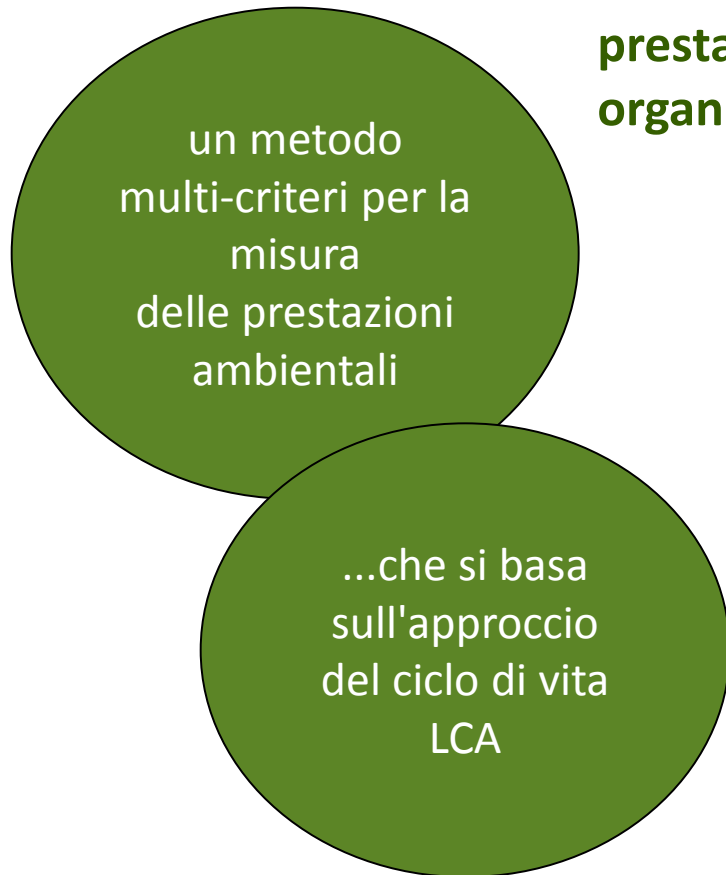 presta
organ
un metodo
multi-criteri per la
misura
delle prestazioni
ambientali
...che si basa
sull'approccio
del ciclo di vita
LCA